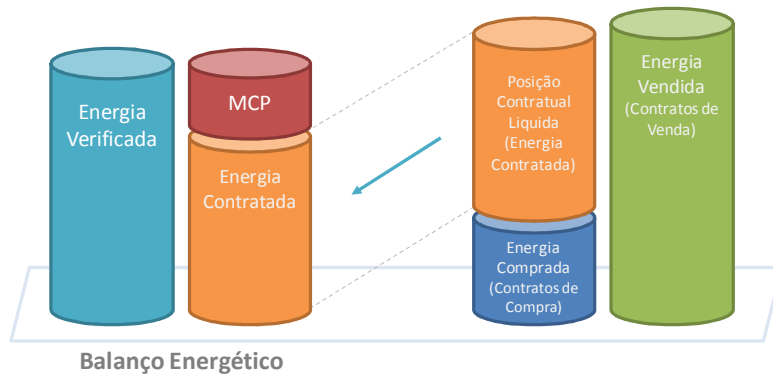 Energia
Verificada
MCP
Energia
Contratada
Posição
Contratual
Liquida
(Energia
Contratada)
Energia
Comprada
(Contratos de
Compra)
Energia
Vendida
(Contratos de
Venda)
Balanço Energético